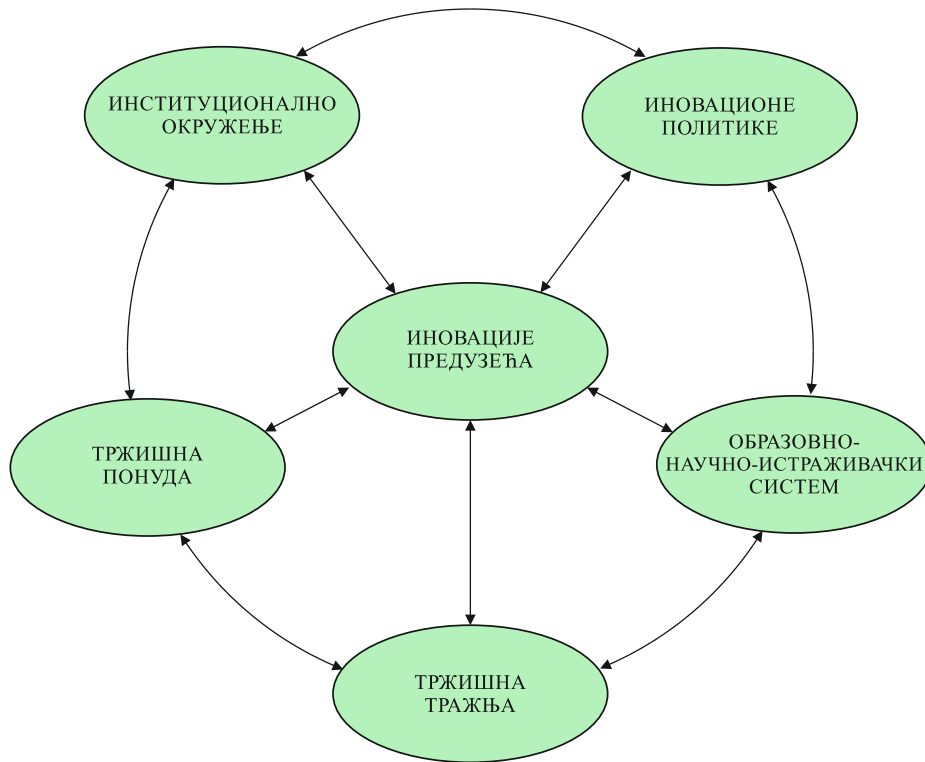 ИНСТИТУЦИОНАЛНО
ОКРУЖЕЊЕ
ИНОВАЦИОНЕ
ПОЛИТИКЕ
ИНОВАЦИЈЕ
ПРЕДУЗЕЋА
ТРЖИШНА
ПОНУДА
ОБРАЗОВНО-
НАУЧНО-ИСТРАЖИВАЧКИ
СИСТЕМ
ТРЖИШНА
ТРАЖЊА